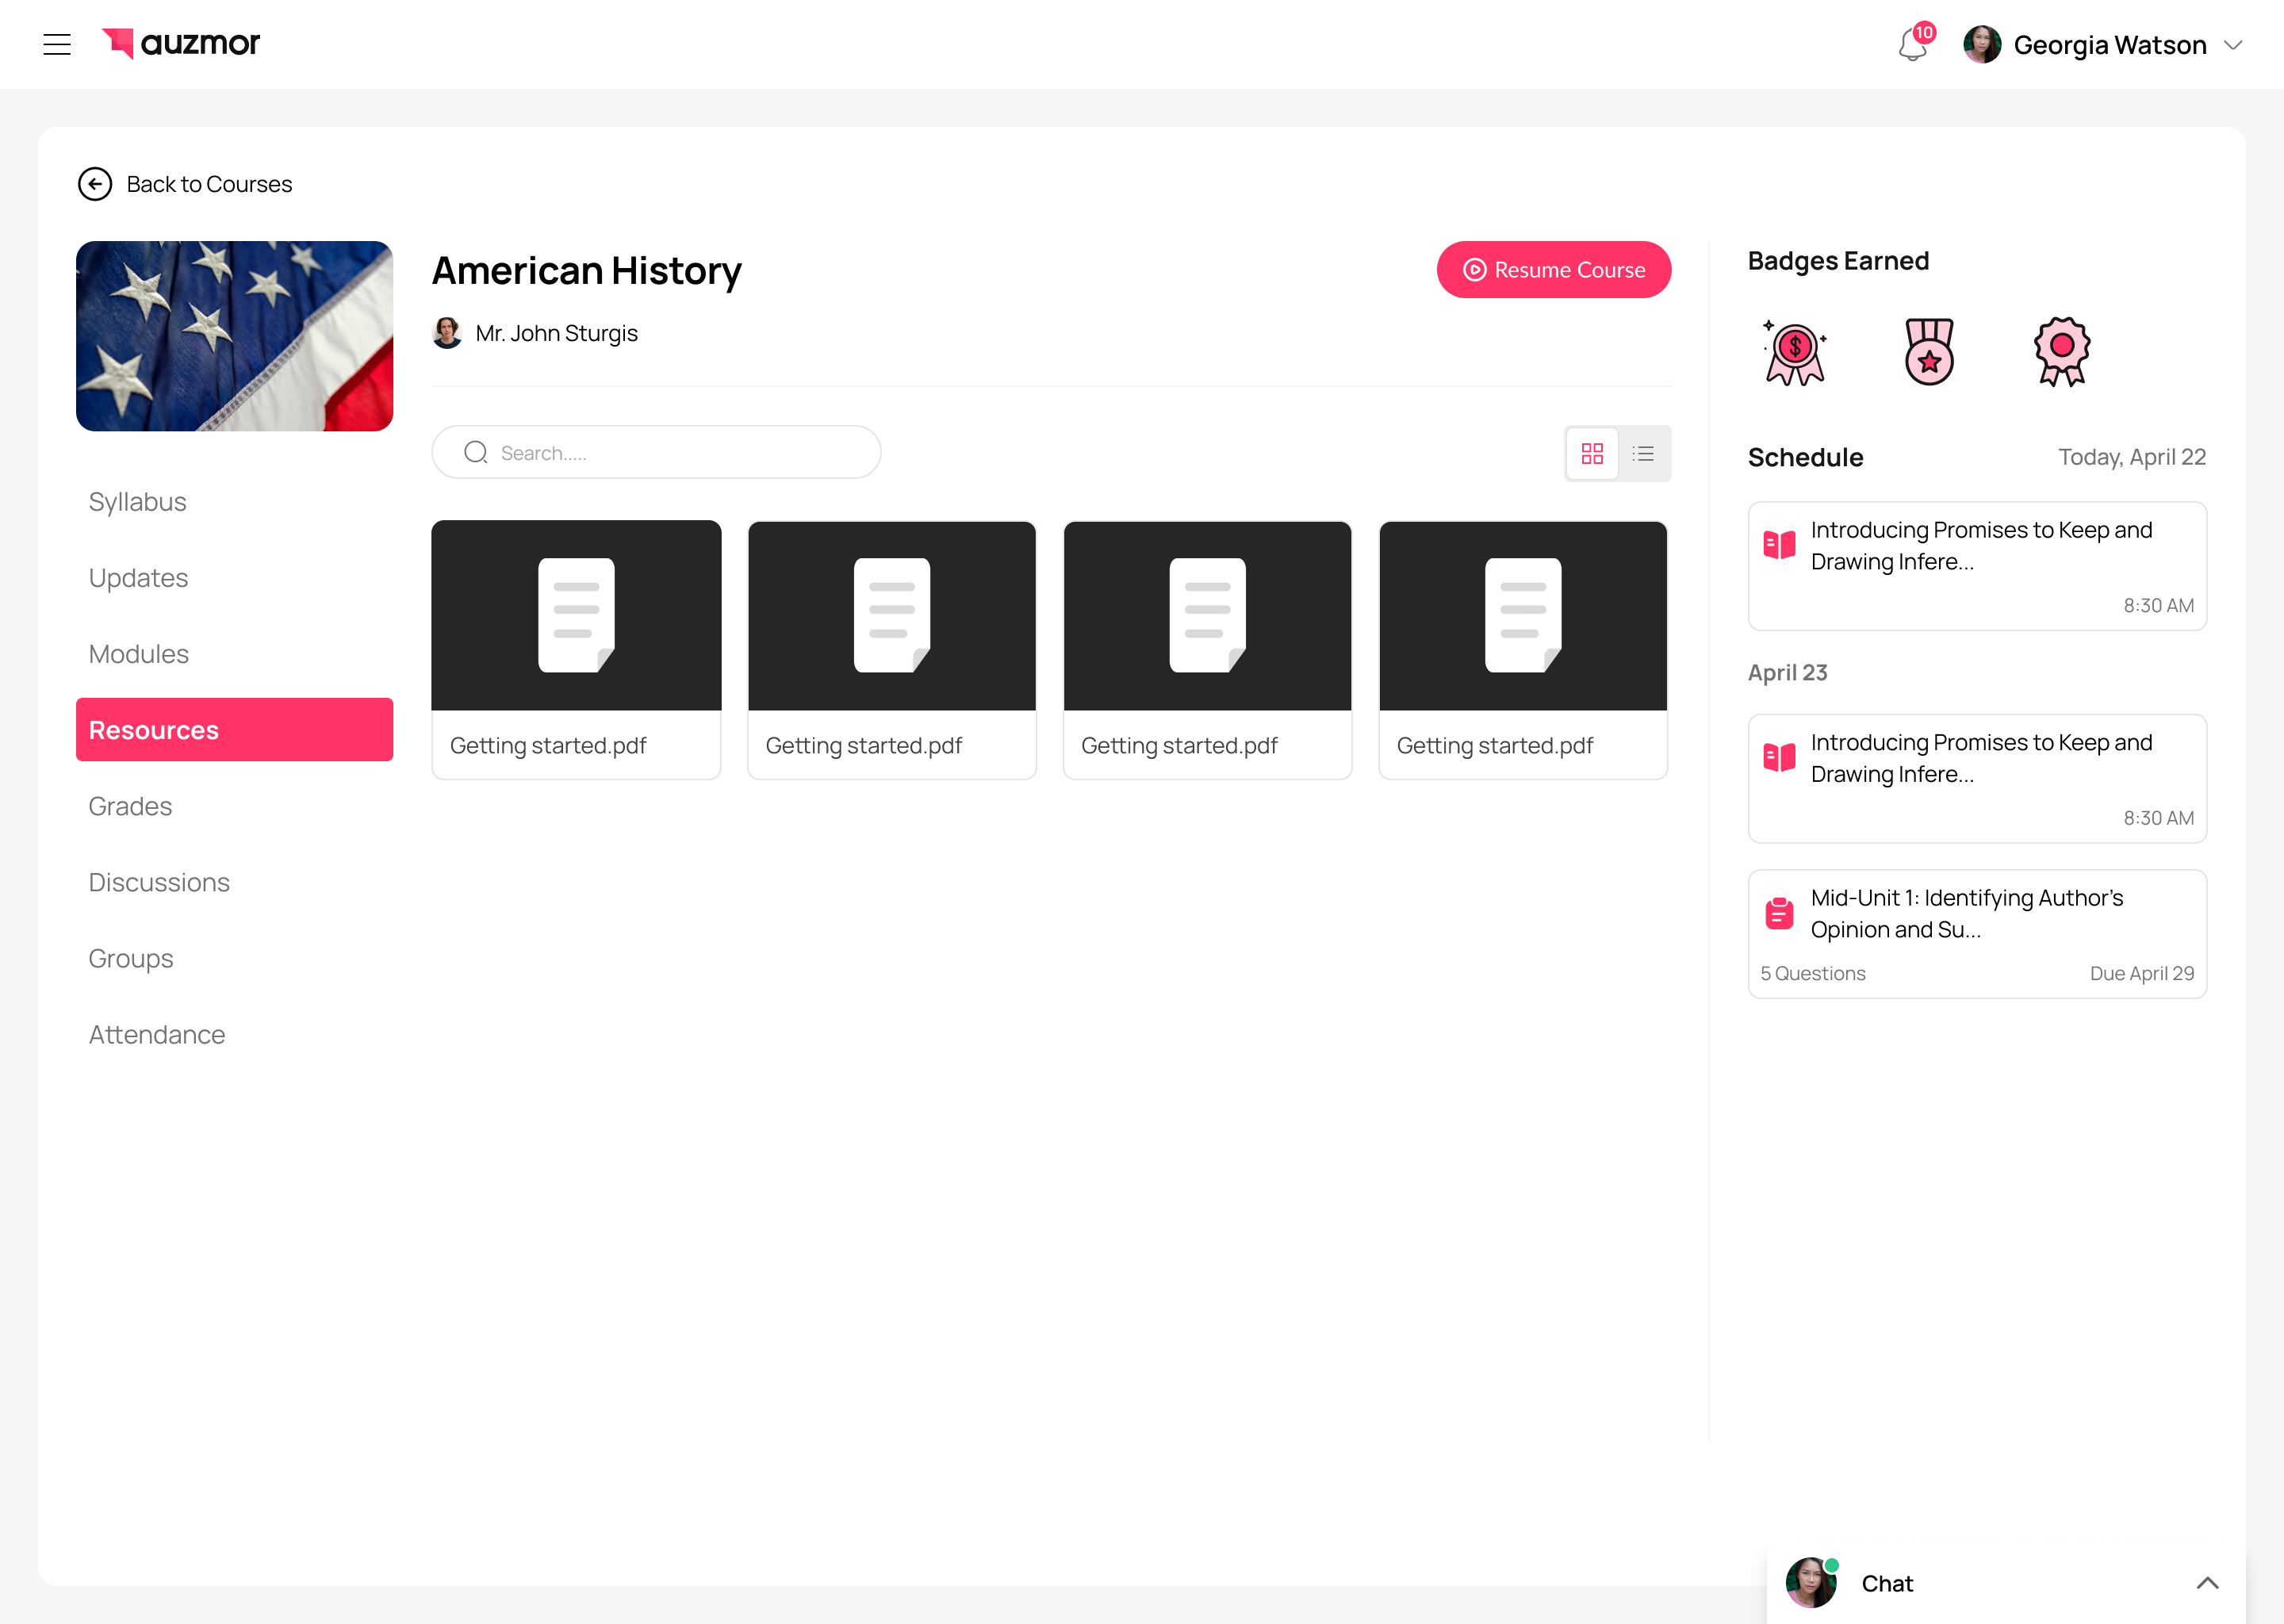 auzmor
10
Georgia Watson
Back to Courses
American History
Resume Course
Mr. John Sturgis
Search.....
Syllabus
Updates
Modules
Resources
Grades
Discussions
Groups
Attendance
Getting started.pdf
Getting started.pdf
Getting started.pdf
Getting started.pdf
Badges Earned
$
Schedule
Today, April 22
Introducing Promises to Keep and
Drawing Infere...
8:30 AM
April 23
Introducing Promises to Keep and
Drawing Infere...
8:30 AM
Mid-Unit 1: Identifying Author's
Opinion and Su...
5 Questions
Due April 29
Chat